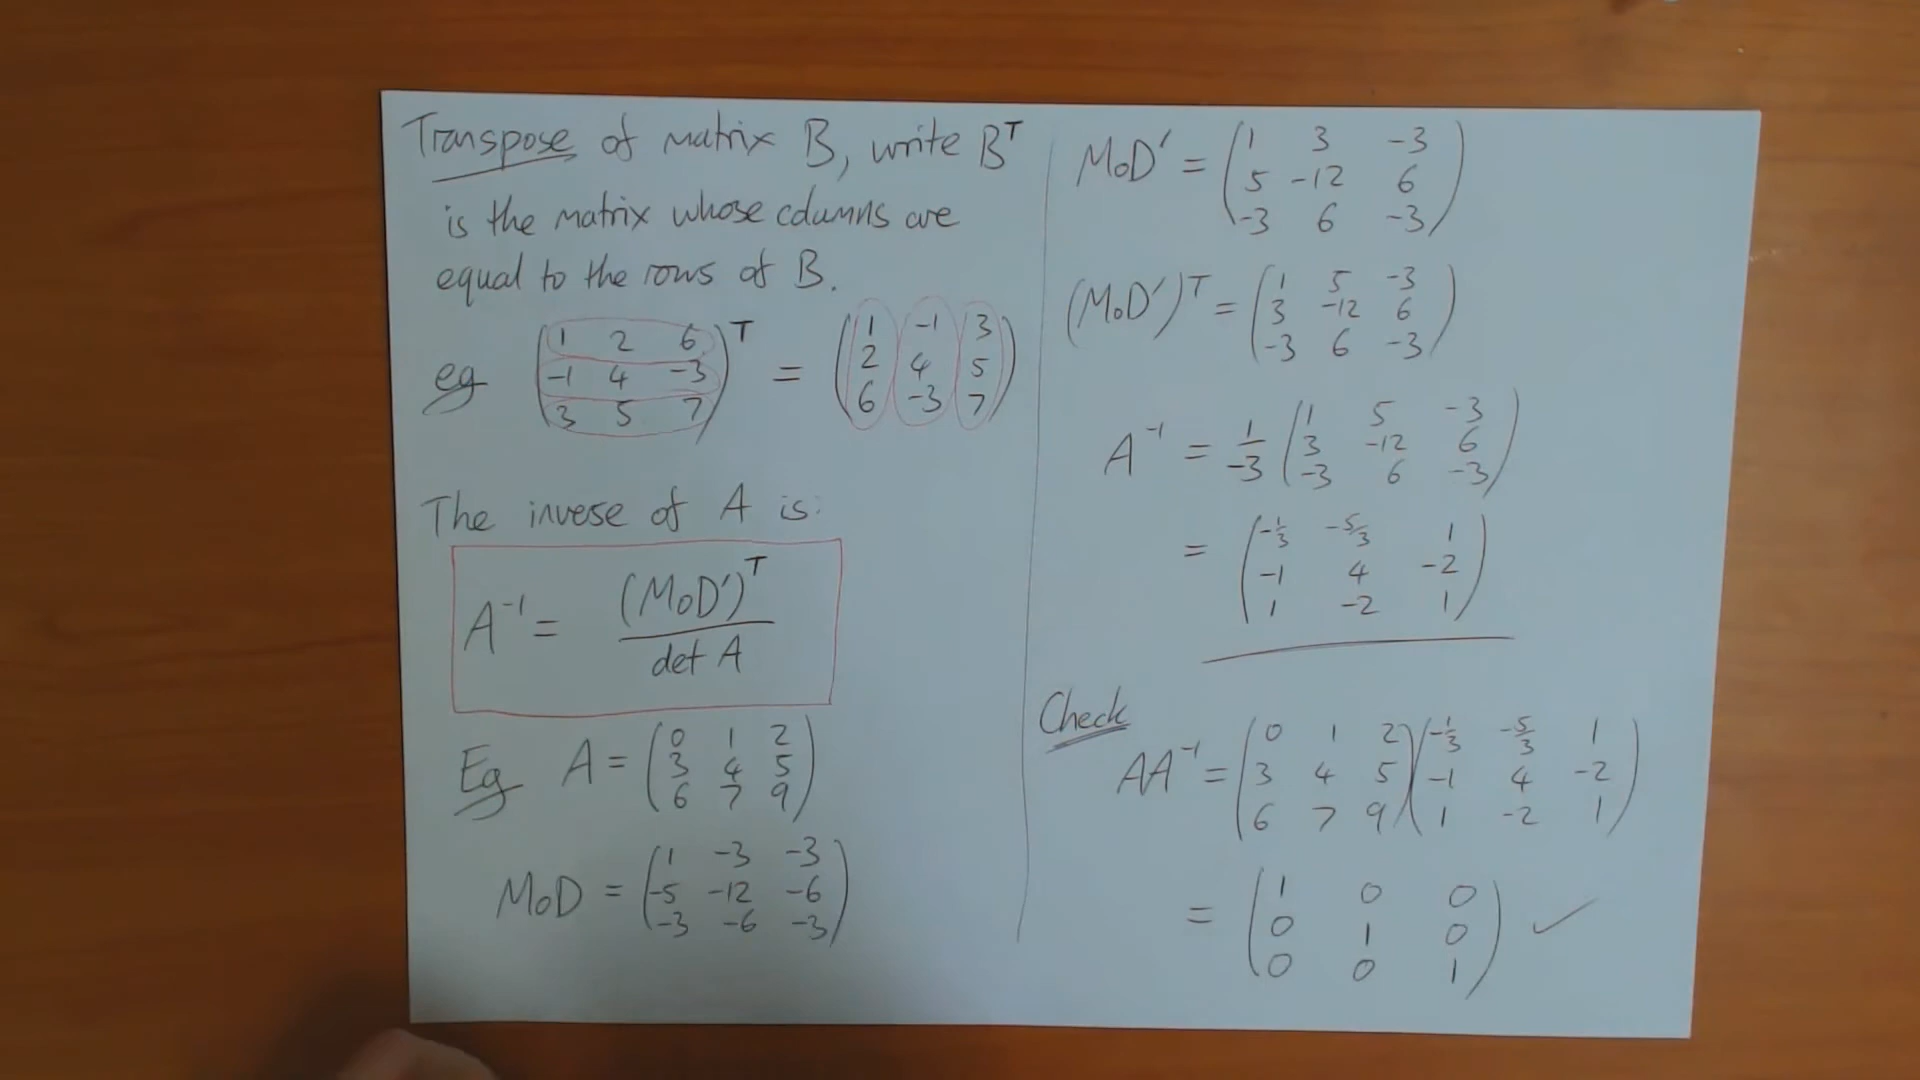 Transpose of matrix B, write Bᵀ
is the matrix whose columns are
equal to the rows of B.
eg (1 2 6
-1 4 -3
3 5 7)ᵀ = (1 -1 3
2 4 5
6 -3 7)
The invese of A is:
A⁻¹ = (MoD′)ᵀ / det A
Eg A = (0 1 2
3 4 5
6 7 9)
MoD = (1 -3 -3
-5 -12 -6
-3 -6 -3)
MoD′ = (1 3 -3
5 -12 6
-3 6 -3)
(MoD′)ᵀ = (1 5 -3
3 -12 6
-3 6 -3)
A⁻¹ = 1/-3 (1 5 -3
3 -12 6
-3 6 -3)
= (-1/3 -5/3 1
-1 4 -2
1 -2 1)
Check
AA⁻¹ = (0 1 2
3 4 5
6 7 9)(-1/3 -5/3 1
-1 4 -2
1 -2 1)
= (1 0 0
0 1 0
0 0 1) ✓